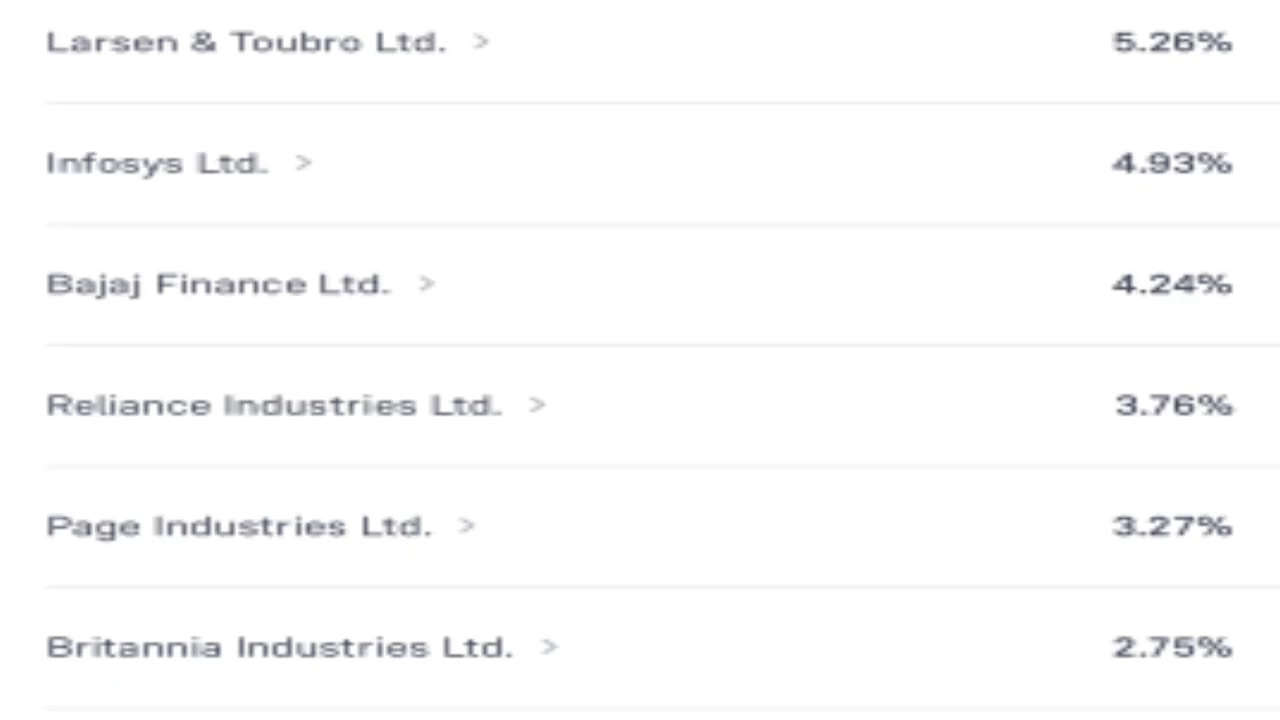 Larsen & Toubro Ltd. > 5.26%
Infosys Ltd. > 4.93%
Bajaj Finance Ltd. > 4.24%
Reliance Industries Ltd. > 3.76%
Page Industries Ltd. > 3.27%
Britannia Industries Ltd. > 2.75%